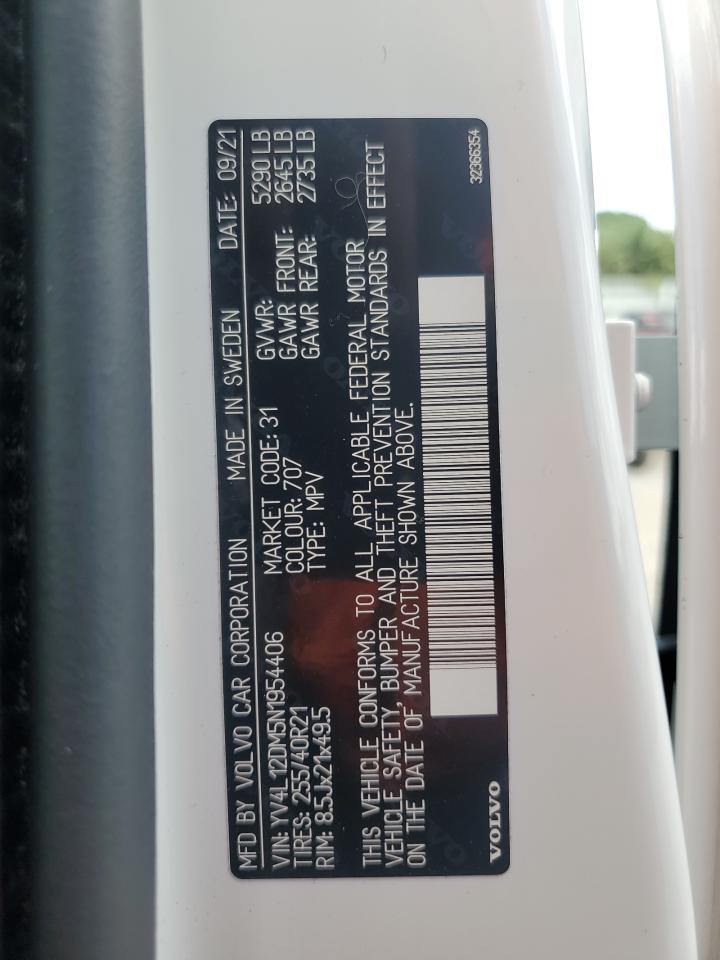 MFD BY VOLVO CAR CORPORATION MADE IN SWEDEN DATE: 09/21
VIN: YV4L12DM5N1954406 MARKET CODE: 31 GVWR: 5290 LB
TIRES: 255/40R21 COLOUR: 707 GAWR FRONT: 2645 LB
RIM: 8.5Jx21x49.5 TYPE: MPV GAWR REAR: 2735 LB
THIS VEHICLE CONFORMS TO ALL APPLICABLE FEDERAL MOTOR
VEHICLE SAFETY, BUMPER AND THEFT PREVENTION STANDARDS IN EFFECT
ON THE DATE OF MANUFACTURE SHOWN ABOVE.
VOLVO 32366354